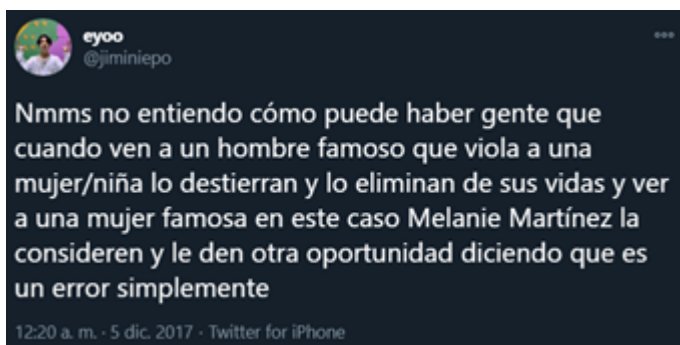 eyoo
@jiminiepo
Nmms no entiendo cómo puede haber gente que
cuando ven a un hombre famoso que viola a una
mujer/niña lo destierran y lo eliminan de sus vidas y ver
a una mujer famosa en este caso Melanie Martínez la
consideren y le den otra oportunidad diciendo que es
un error simplemente
12:20 a. m. · 5 dic. 2017 · Twitter for iPhone